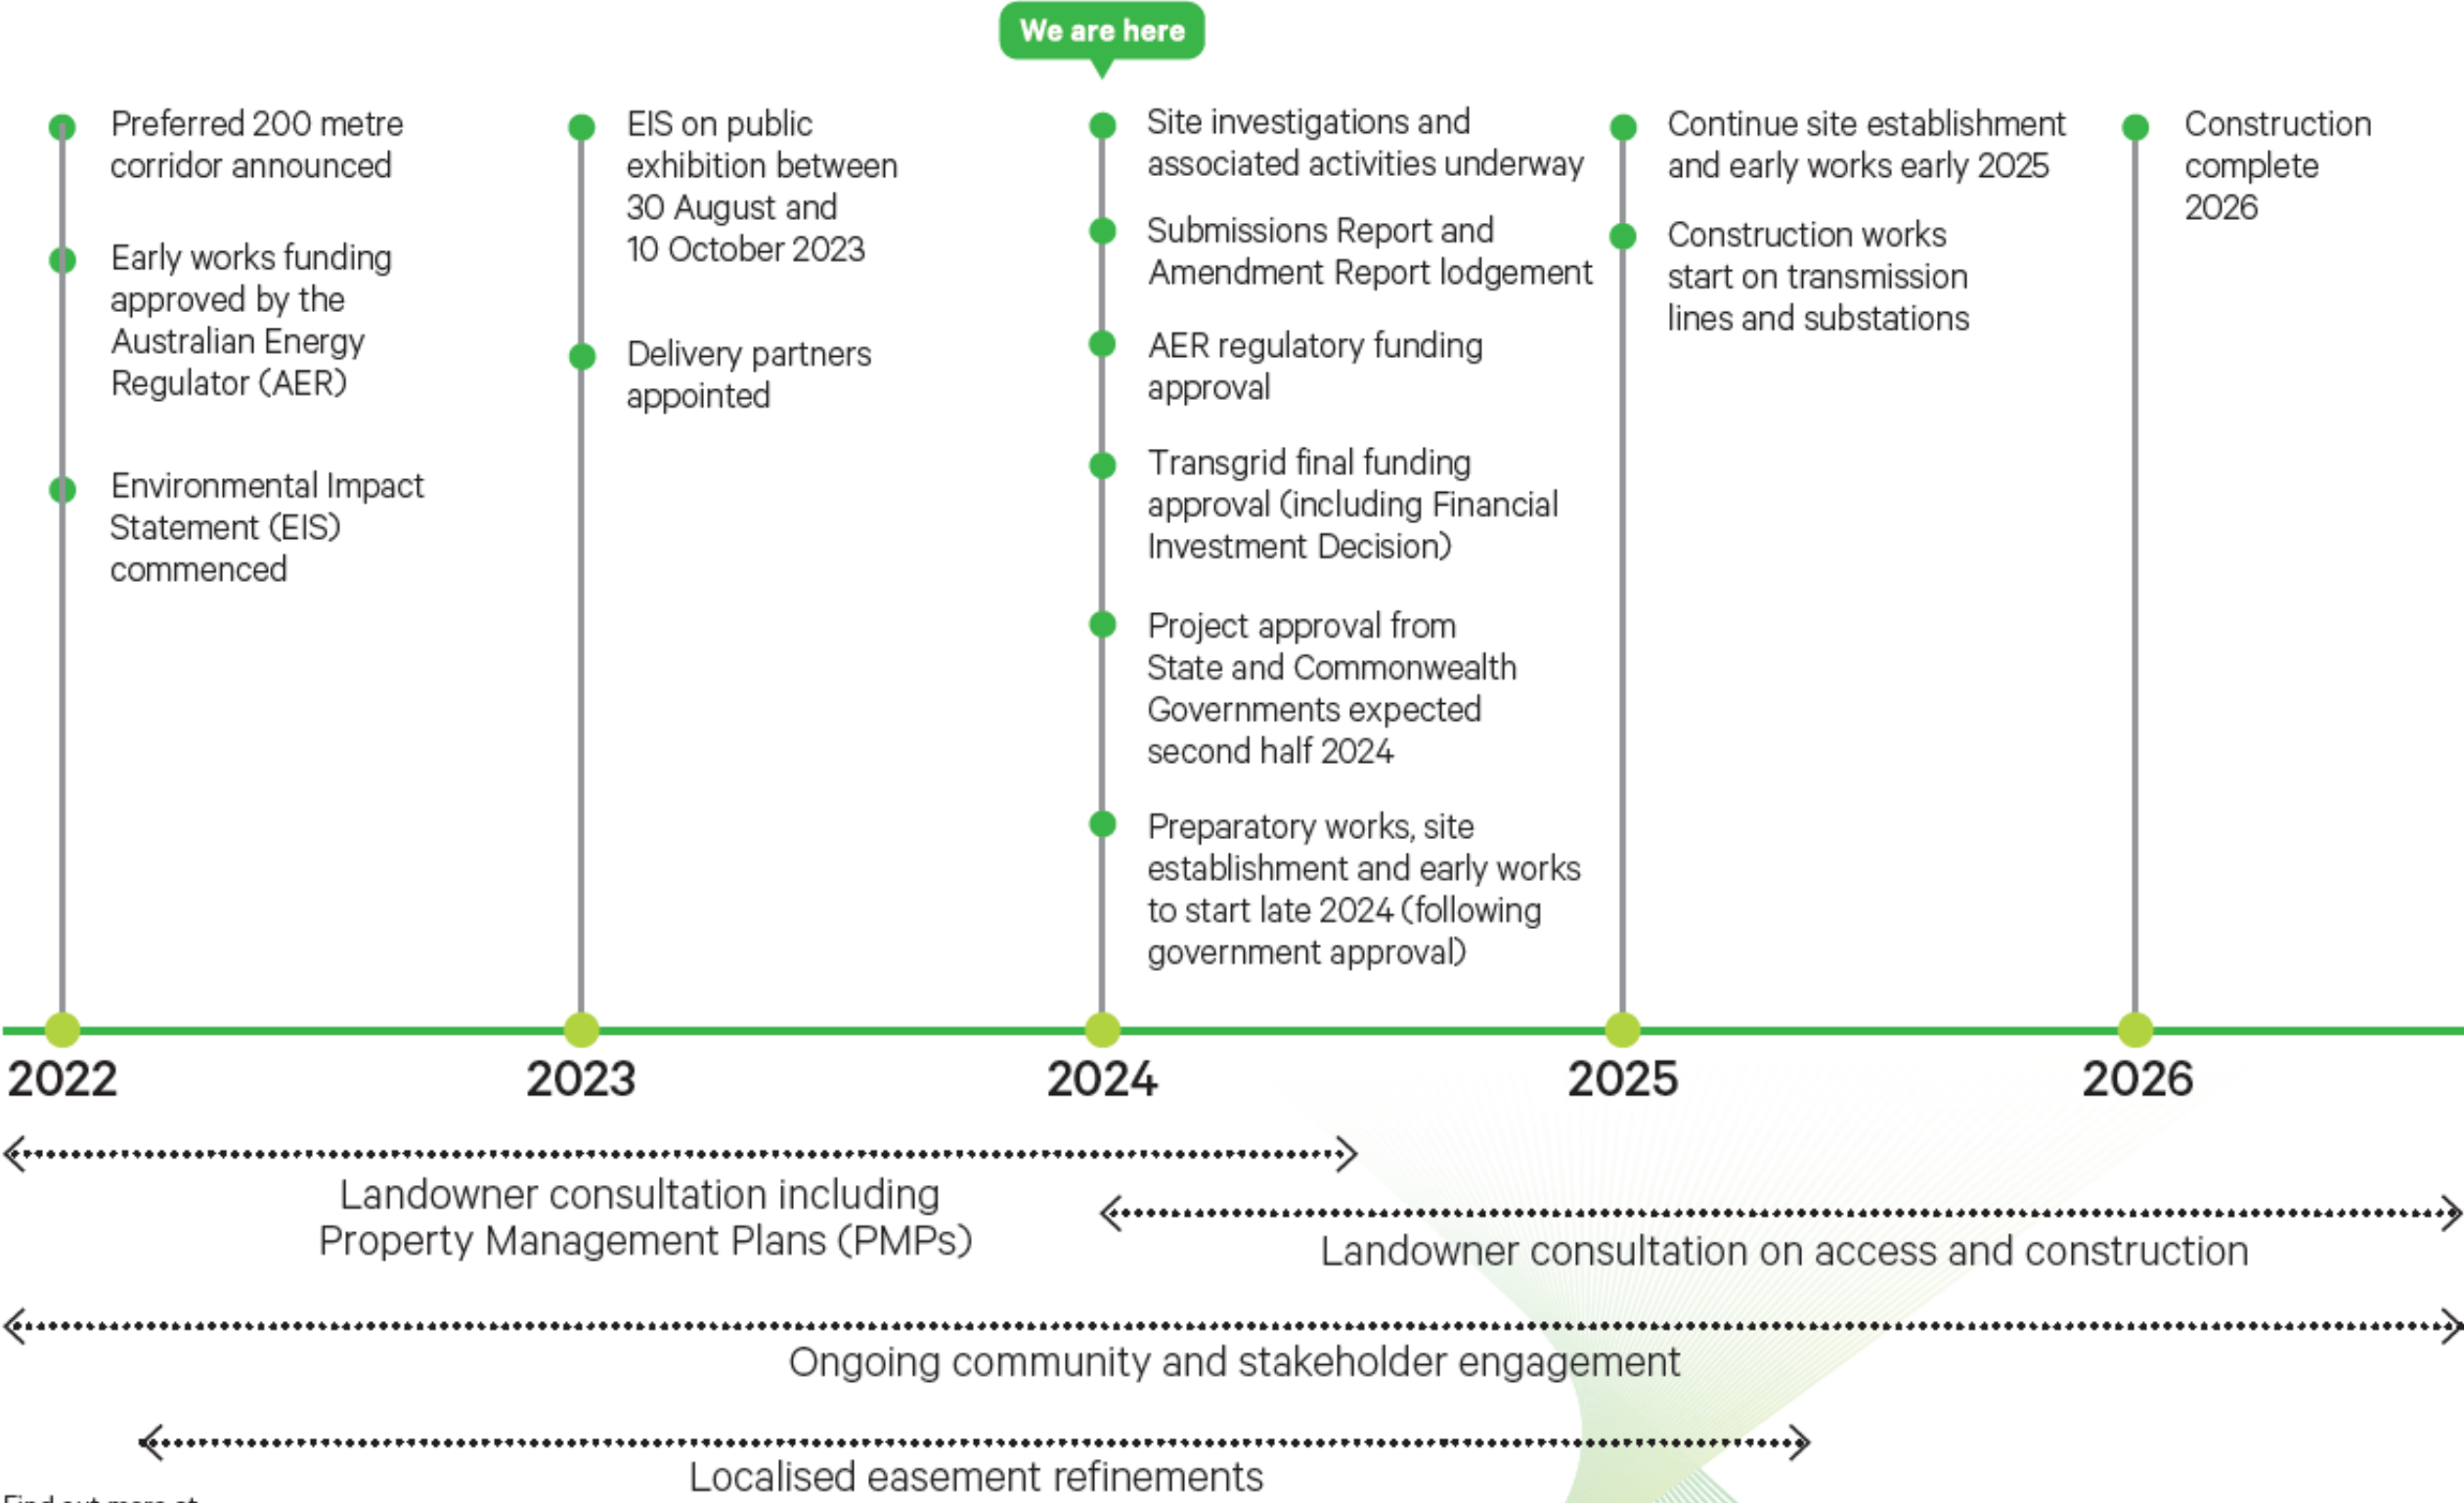 We are here
Preferred 200 metre
corridor announced
Early works funding
approved by the
Australian Energy
Regulator (AER)
Environmental Impact
Statement (EIS)
commenced
EIS on public
exhibition between
30 August and
10 October 2023
Delivery partners
appointed
Site investigations and
associated activities underway
Submissions Report and
Amendment Report lodgement
AER regulatory funding
approval
Transgrid final funding
approval (including Financial
Investment Decision)
Project approval from
State and Commonwealth
Governments expected
second half 2024
Preparatory works, site
establishment and early works
to start late 2024 (following
government approval)
Continue site establishment
and early works early 2025
Construction works
start on transmission
lines and substations
Construction
complete
2026
2022
2023
2024
2025
2026
Landowner consultation including
Property Management Plans (PMPs)
Landowner consultation on access and construction
Ongoing community and stakeholder engagement
Localised easement refinements
Find out more at